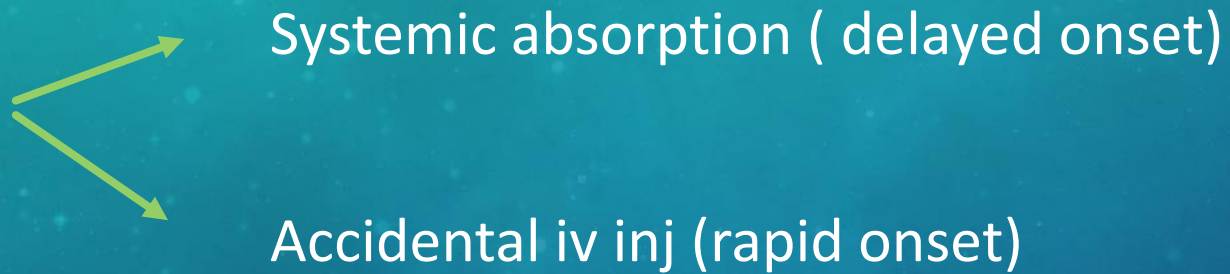 Systemic absorption ( delayed onset)
Accidental iv inj (rapid onset)